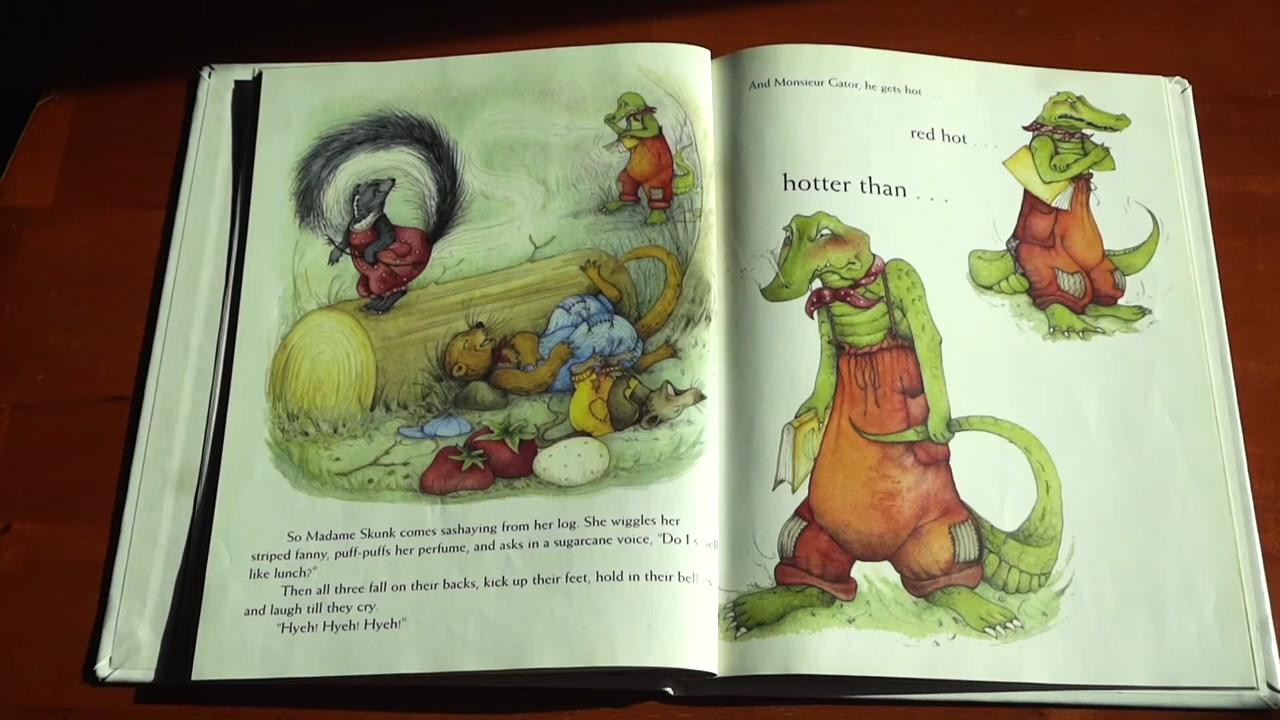 So Madame Skunk comes sashaying from her log. She wiggles her
striped fanny, puff-puffs her perfume, and asks in a sugarcane voice, "Do I
like lunch?"
Then all three fall on their backs, kick up their feet, hold in their
and laugh till they cry.
"Hyeh! Hyeh! Hyeh!"
And Monsieur Gator, he gets hot . . .
red hot . . .
hotter than . . .